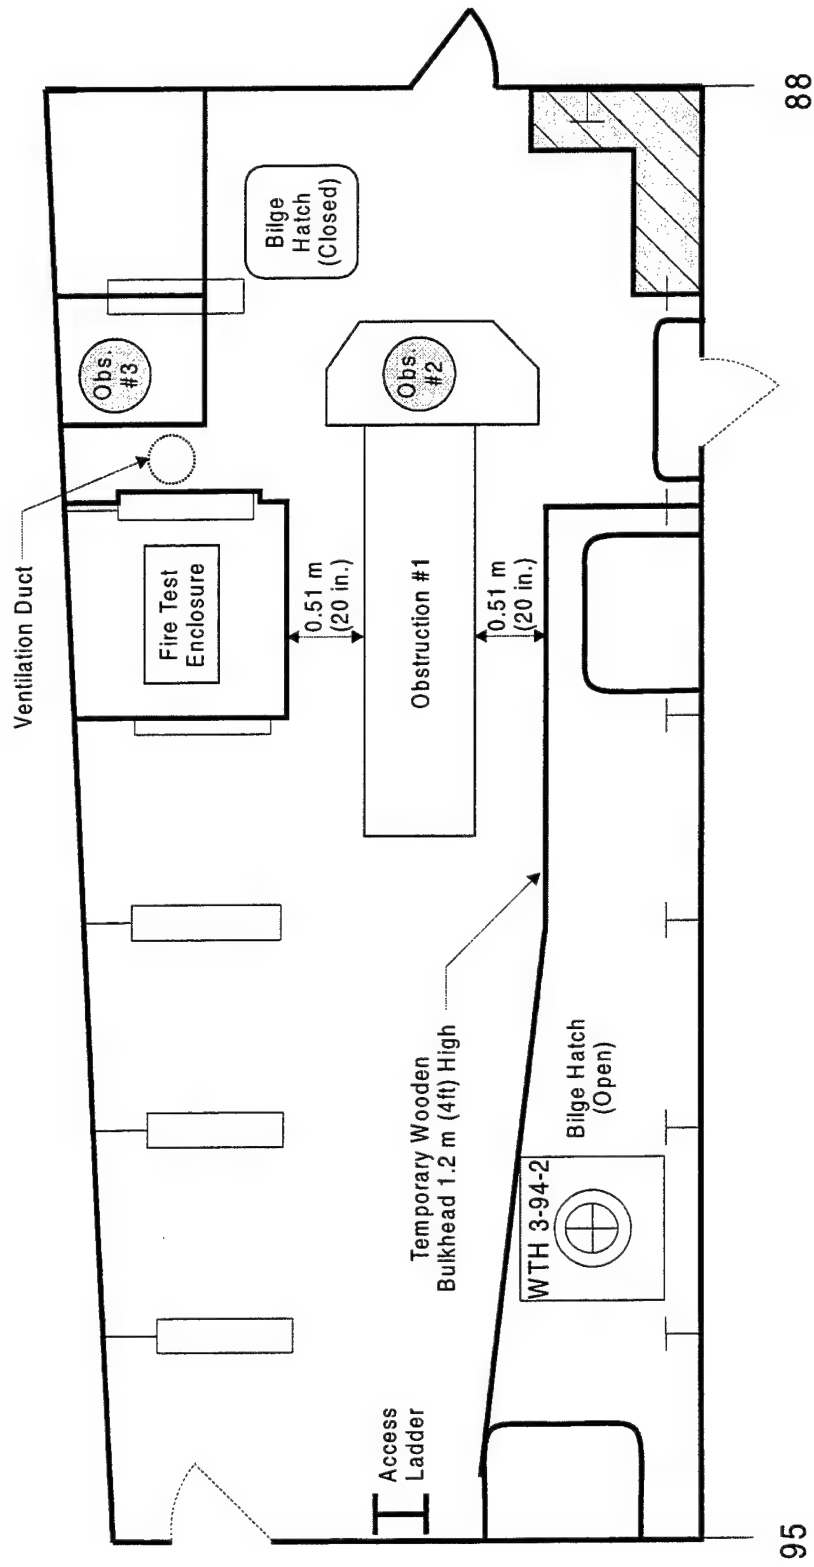 Ventilation Duct
Obs.
#3
Bilge
Hatch
(Closed)
Fire Test
Enclosure
Obs.
#2
0.51 m
(20 in.)
Obstruction #1
0.51 m
(20 in.)
Temporary Wooden
Bulkhead 1.2 m (4ft) High
Access
Ladder
WTH 3-94-2
Bilge Hatch
(Open)
95
88